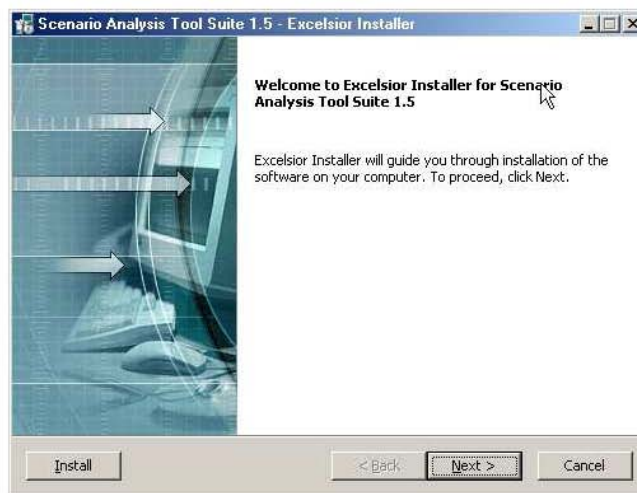 Scenario Analysis Tool Suite 1.5 - Excelsior Installer
Welcome to Excelsior Installer for Scenario
Analysis Tool Suite 1.5
Excelsior Installer will guide you through installation of the
software on your computer. To proceed, click Next.
Install
< Back
Next >
Cancel